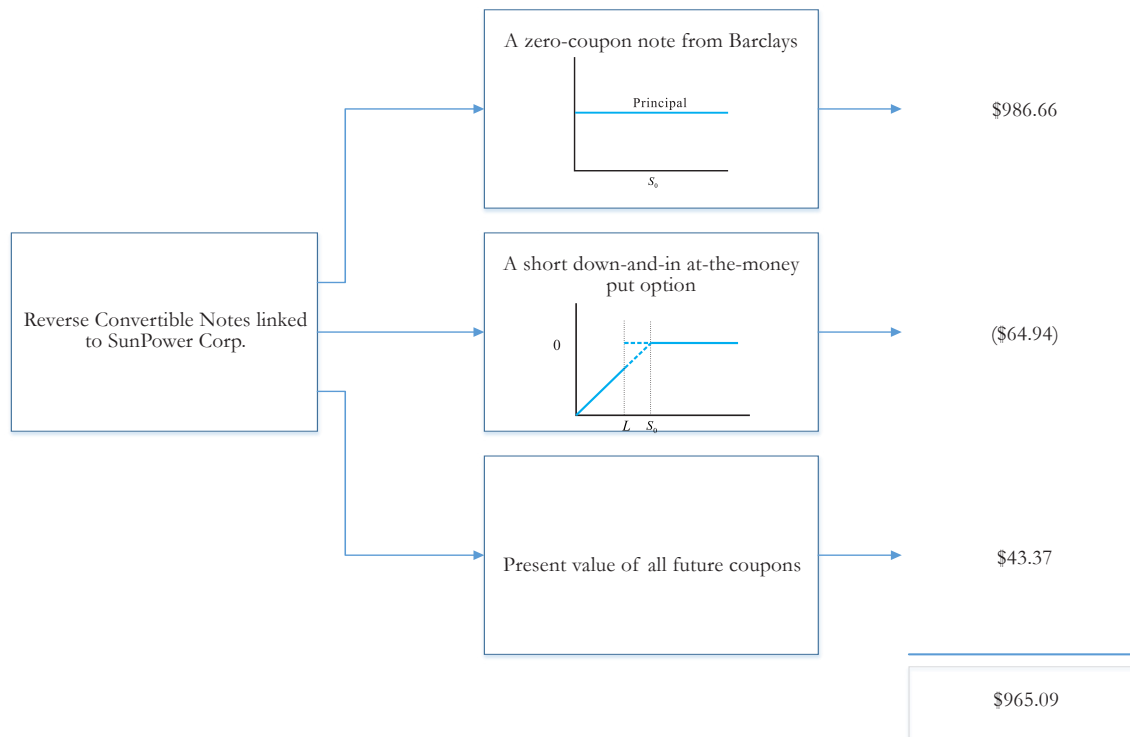 A zero-coupon note from Barclays
Principal
S₀
$986.66
Reverse Convertible Notes linked
to SunPower Corp.
A short down-and-in at-the-money
put option
0
L S₀
($64.94)
Present value of all future coupons
$43.37
$965.09